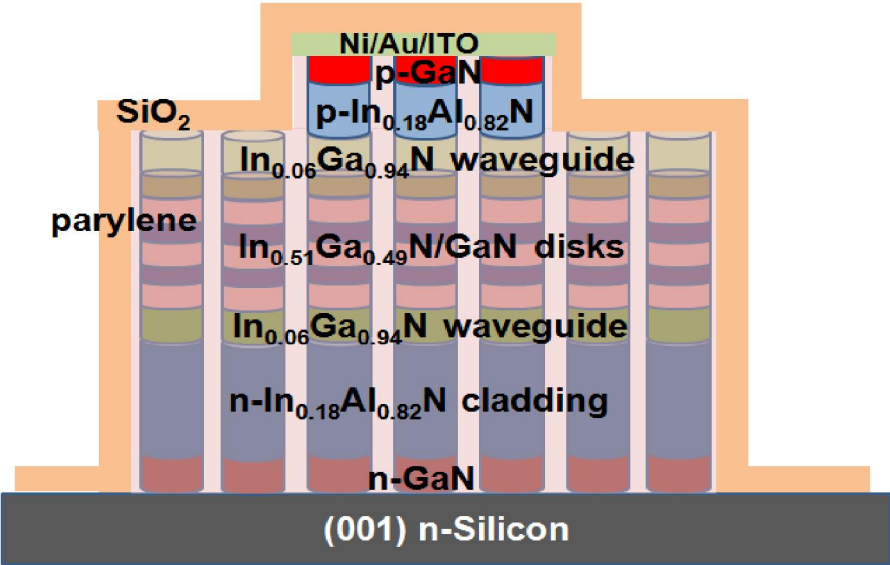 Ni/Au/ITO
p-GaN
SiO₂
p-In₀.₁₈Al₀.₈₂N
In₀.₀₆Ga₀.₉₄N waveguide
parylene
In₀.₅₁Ga₀.₄₉N/GaN disks
In₀.₀₆Ga₀.₉₄N waveguide
n-In₀.₁₈Al₀.₈₂N cladding
n-GaN
(001) n-Silicon